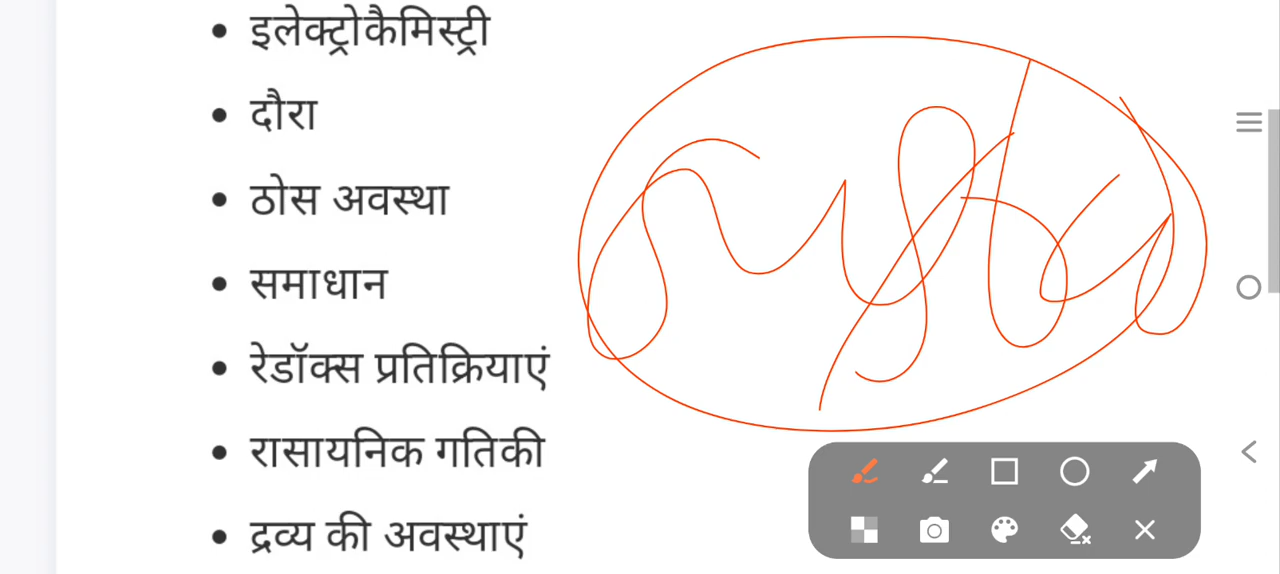 • इलेक्ट्रोकैमिस्ट्री
• दौरा
• ठोस अवस्था
• समाधान
• रेडॉक्स प्रतिक्रियाएं
• रासायनिक गतिकी
• द्रव्य की अवस्थाएं